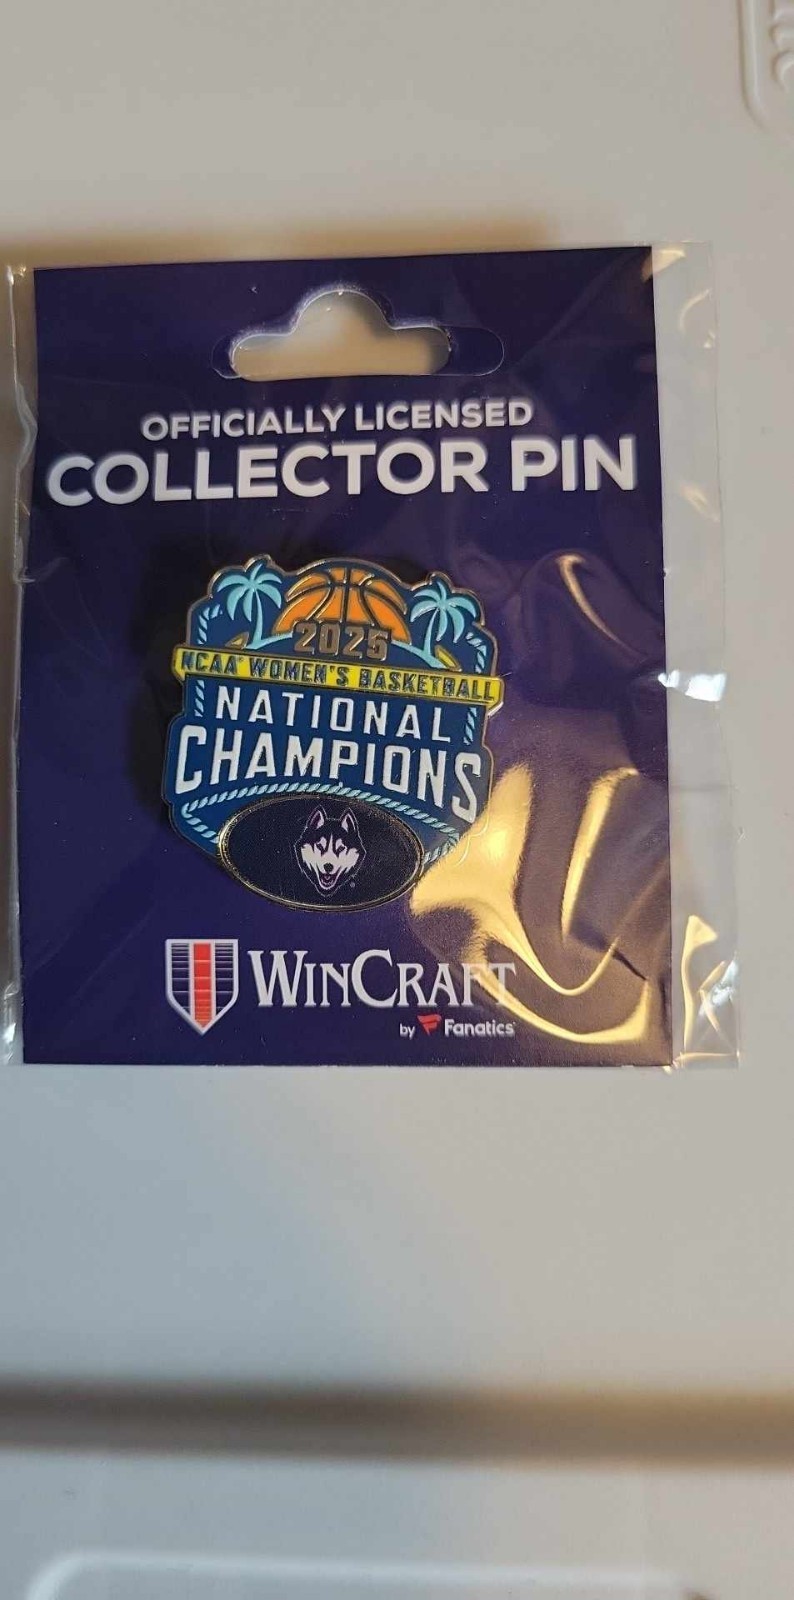 OFFICIALLY LICENSED
COLLECTOR PIN
2025
NCAA® WOMEN'S BASKETBALL
NATIONAL
CHAMPIONS
®
WINCRAFT
by Fanatics